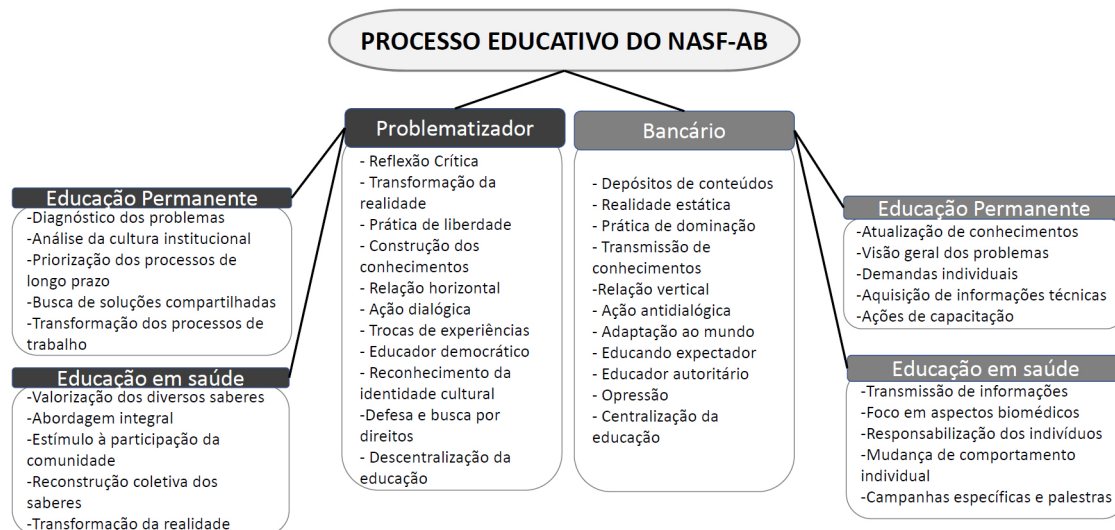 PROCESSO EDUCATIVO DO NASF-AB
Problematizador
- Reflexão Crítica
- Transformação da
realidade
- Prática de liberdade
- Construção dos
conhecimentos
- Relação horizontal
- Ação dialógica
- Trocas de experiências
- Educador democrático
- Reconhecimento da
identidade cultural
-Defesa e busca por
direitos
- Descentralização da
educação
Bancário
- Depósitos de conteúdos
- Realidade estática
- Prática de dominação
- Transmissão de
conhecimentos
-Relação vertical
- Ação antidialógica
- Adaptação ao mundo
- Educando expectador
- Educador autoritário
- Opressão
- Centralização da
educação
Educação Permanente
-Diagnóstico dos problemas
-Análise da cultura institucional
-Priorização dos processos de
longo prazo
-Busca de soluções compartilhadas
-Transformação dos processos de
trabalho
Educação em saúde
-Valorização dos diversos saberes
-Abordagem integral
-Estímulo à participação da
comunidade
-Reconstrução coletiva dos
saberes
-Transformação da realidade
Educação Permanente
-Atualização de conhecimentos
-Visão geral dos problemas
-Demandas individuais
-Aquisição de informações técnicas
-Ações de capacitação
Educação em saúde
-Transmissão de informações
-Foco em aspectos biomédicos
-Responsabilização dos indivíduos
-Mudança de comportamento
individual
-Campanhas específicas e palestras